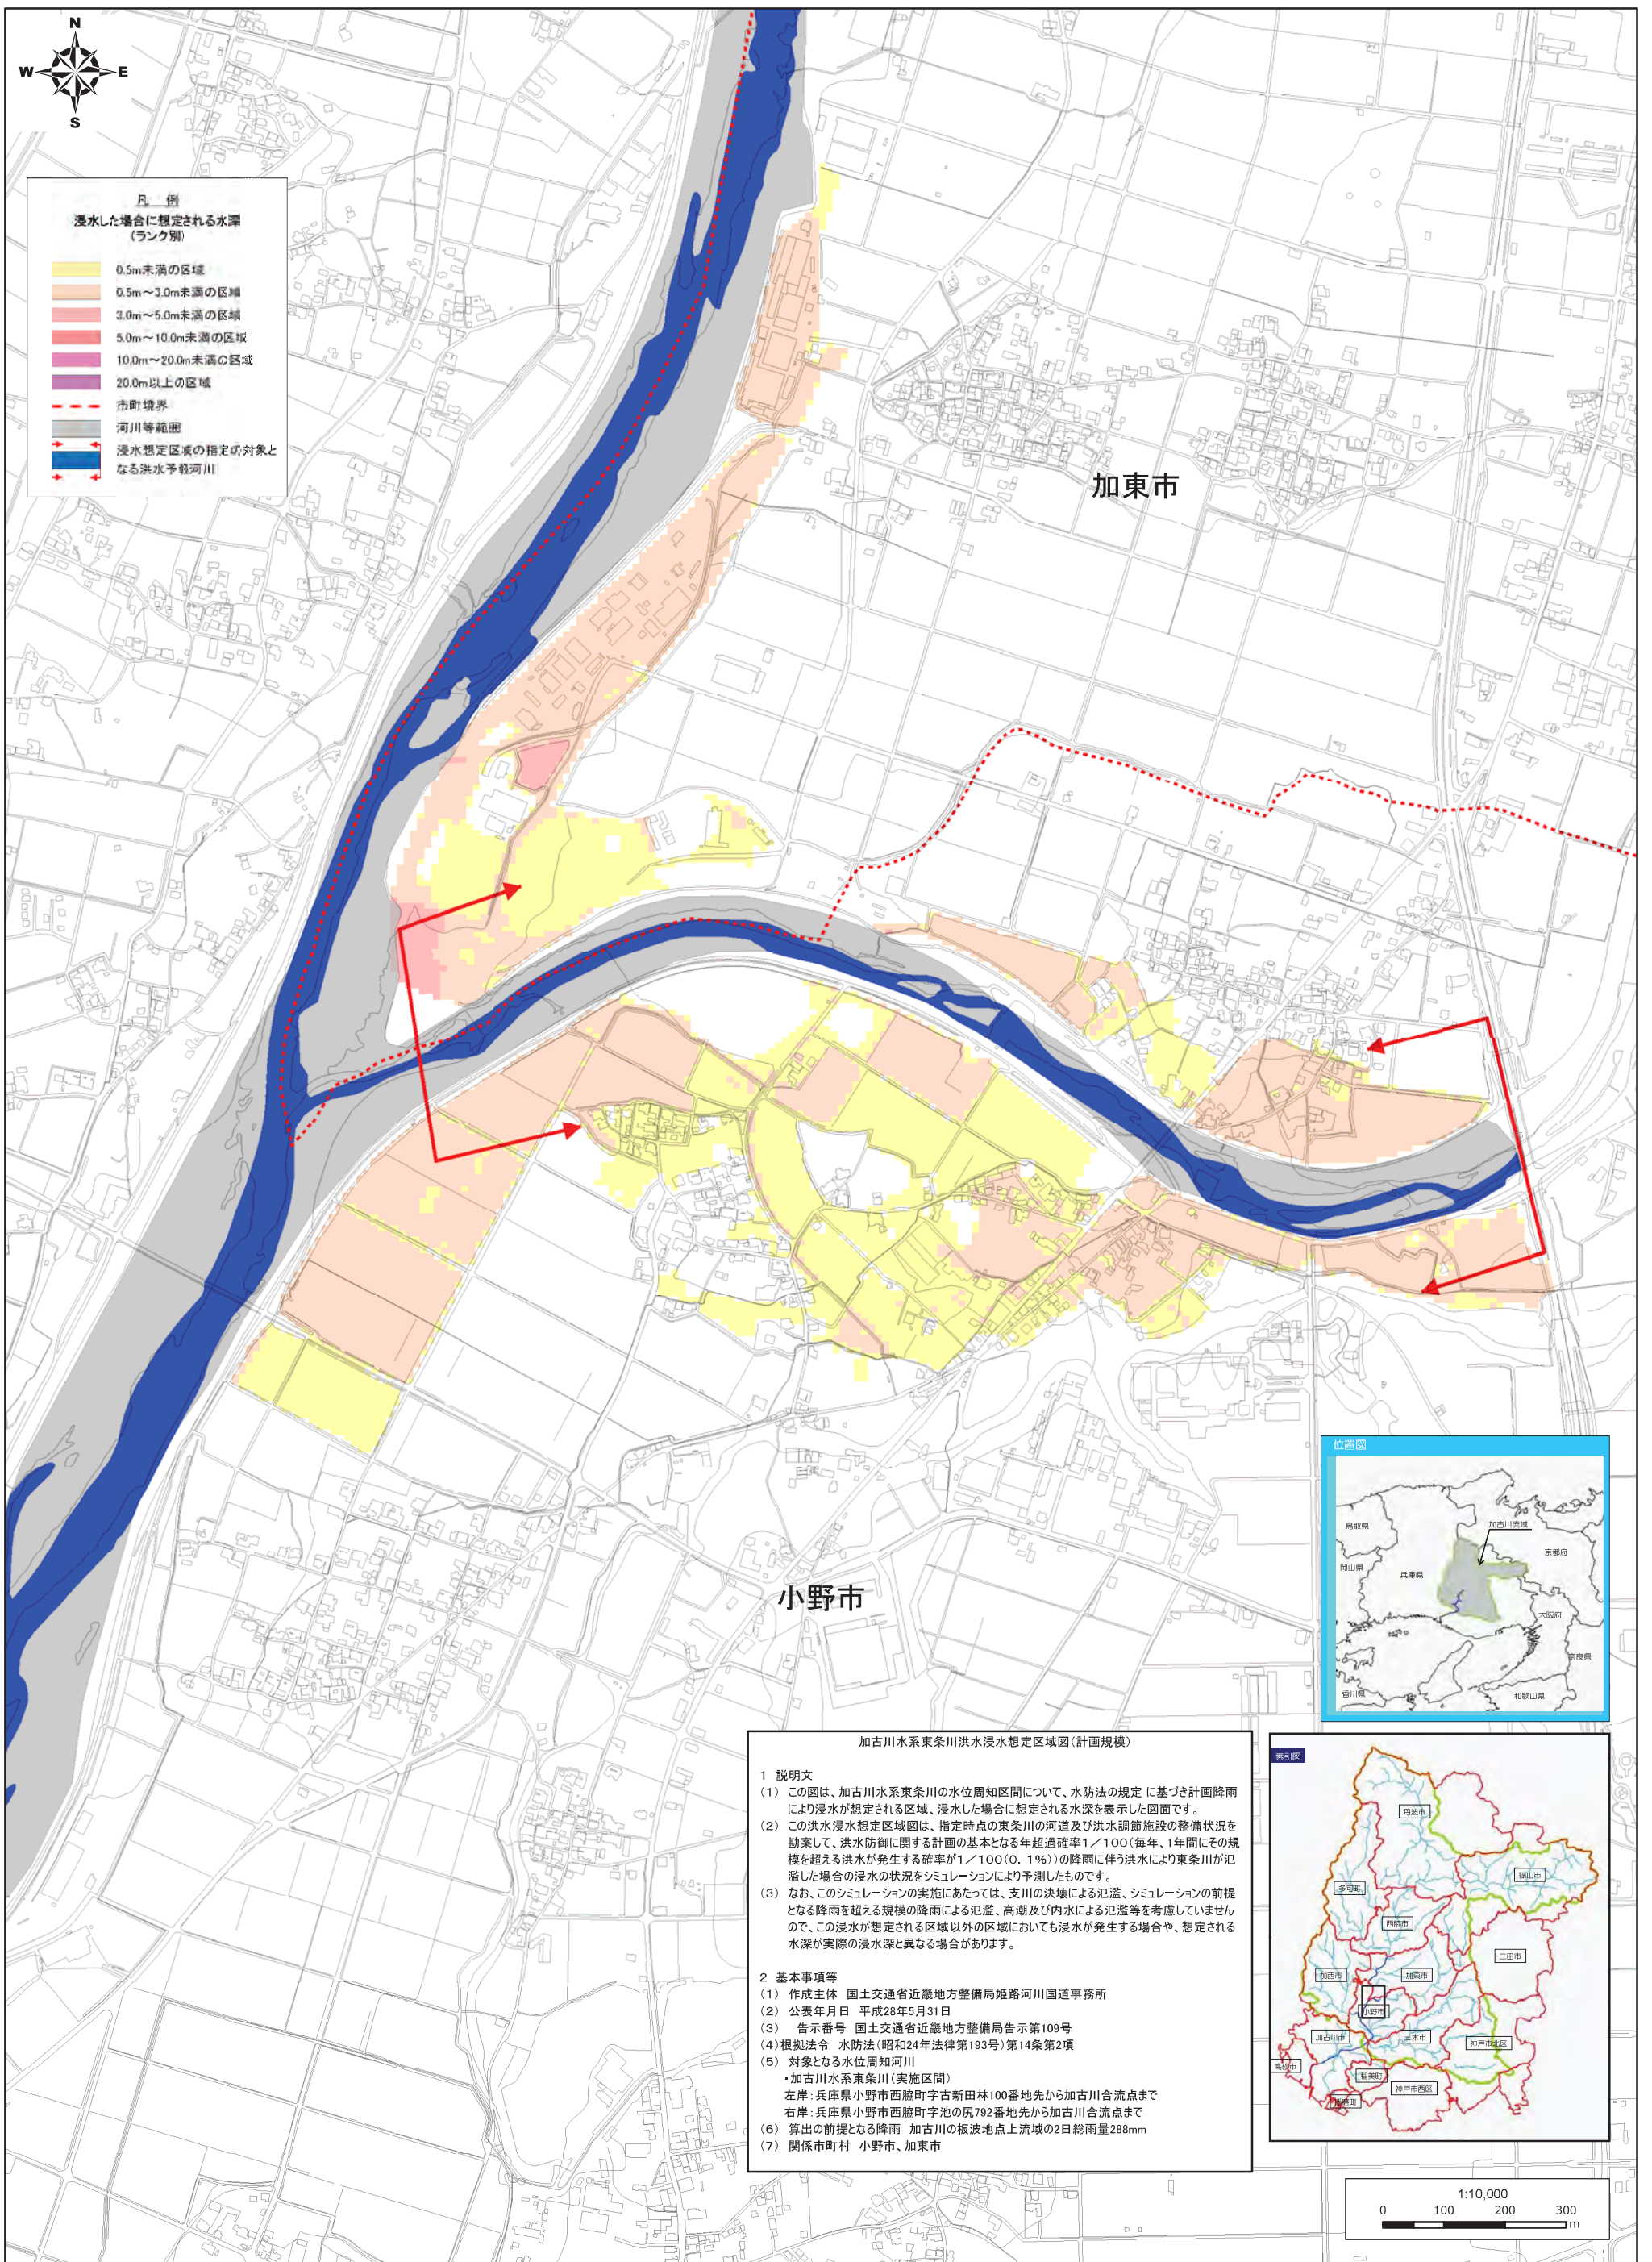 N
W
E
S
凡 例
浸水した場合に想定される水深
(ランク別)
0.5m未満の区域
0.5m～3.0m未満の区域
3.0m～5.0m未満の区域
5.0m～10.0m未満の区域
10.0m～20.0m未満の区域
20.0m以上の区域
市町境界
河川等範囲
浸水想定区域の指定の対象と
なる洪水予報河川
加東市
小野市
位置図
鳥取県
加古川流域
京都府
岡山県
兵庫県
大阪府
奈良県
香川県
和歌山県
加古川水系東条川洪水浸水想定区域図(計画規模)
1 説明文
(1) この図は、加古川水系東条川の水位周知区間について、水防法の規定 に基づき計画降雨
により浸水が想定される区域、浸水した場合に想定される水深を表示した図面です。
(2) この洪水浸水想定区域図は、指定時点の東条川の河道及び洪水調節施設の整備状況を
勘案して、洪水防御に関する計画の基本となる年超過確率1／100(毎年、1年間にその規
模を超える洪水が発生する確率が1／100(0. 1%))の降雨に伴う洪水により東条川が氾
濫した場合の浸水の状況をシミュレーションにより予測したものです。
(3) なお、このシミュレーションの実施にあたっては、支川の決壊による氾濫、シミュレーションの前提
となる降雨を超える規模の降雨による氾濫、高潮及び内水による氾濫等を考慮していません
ので、この浸水が想定される区域以外の区域においても浸水が発生する場合や、想定される
水深が実際の浸水深と異なる場合があります。
2 基本事項等
(1) 作成主体 国土交通省近畿地方整備局姫路河川国道事務所
(2) 公表年月日 平成28年5月31日
(3) 告示番号 国土交通省近畿地方整備局告示第109号
(4)根拠法令 水防法(昭和24年法律第193号)第14条第2項
(5) 対象となる水位周知河川
・加古川水系東条川(実施区間)
左岸:兵庫県小野市西脇町字古新田林100番地先から加古川合流点まで
右岸:兵庫県小野市西脇町字池の尻792番地先から加古川合流点まで
(6) 算出の前提となる降雨 加古川の板波地点上流域の2日総雨量288mm
(7) 関係市町村 小野市、加東市
索引図
丹波市
篠山市
多可町
西脇市
三田市
加西市
加東市
小野市
加古川市
三木市
神戸市北区
高砂市
稲美町
神戸市西区
播磨町
1:10,000
0 100 200 300
m